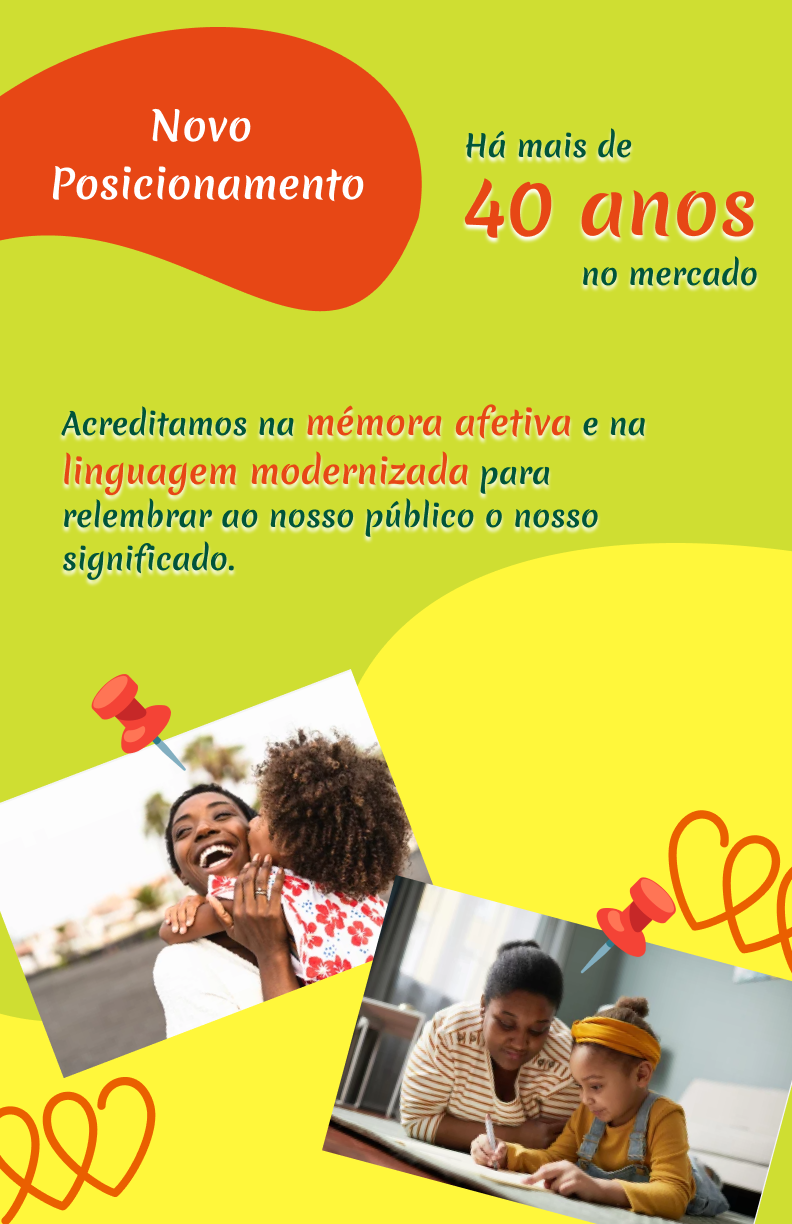 Novo
Posicionamento
Há mais de
40 anos
no mercado
Acreditamos na mémora afetiva e na
linguagem modernizada para
relembrar ao nosso público o nosso
significado.